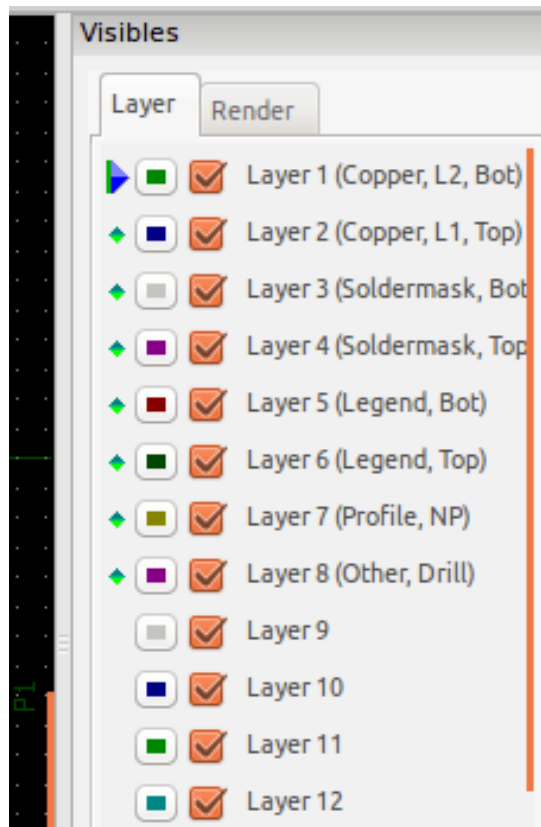 Visibles
Layer
Render
Layer 1 (Copper, L2, Bot)
Layer 2 (Copper, L1, Top)
Layer 3 (Soldermask, Bot
Layer 4 (Soldermask, Top
Layer 5 (Legend, Bot)
Layer 6 (Legend, Top)
Layer 7 (Profile, NP)
Layer 8 (Other, Drill)
Layer 9
Layer 10
Layer 11
Layer 12
P1